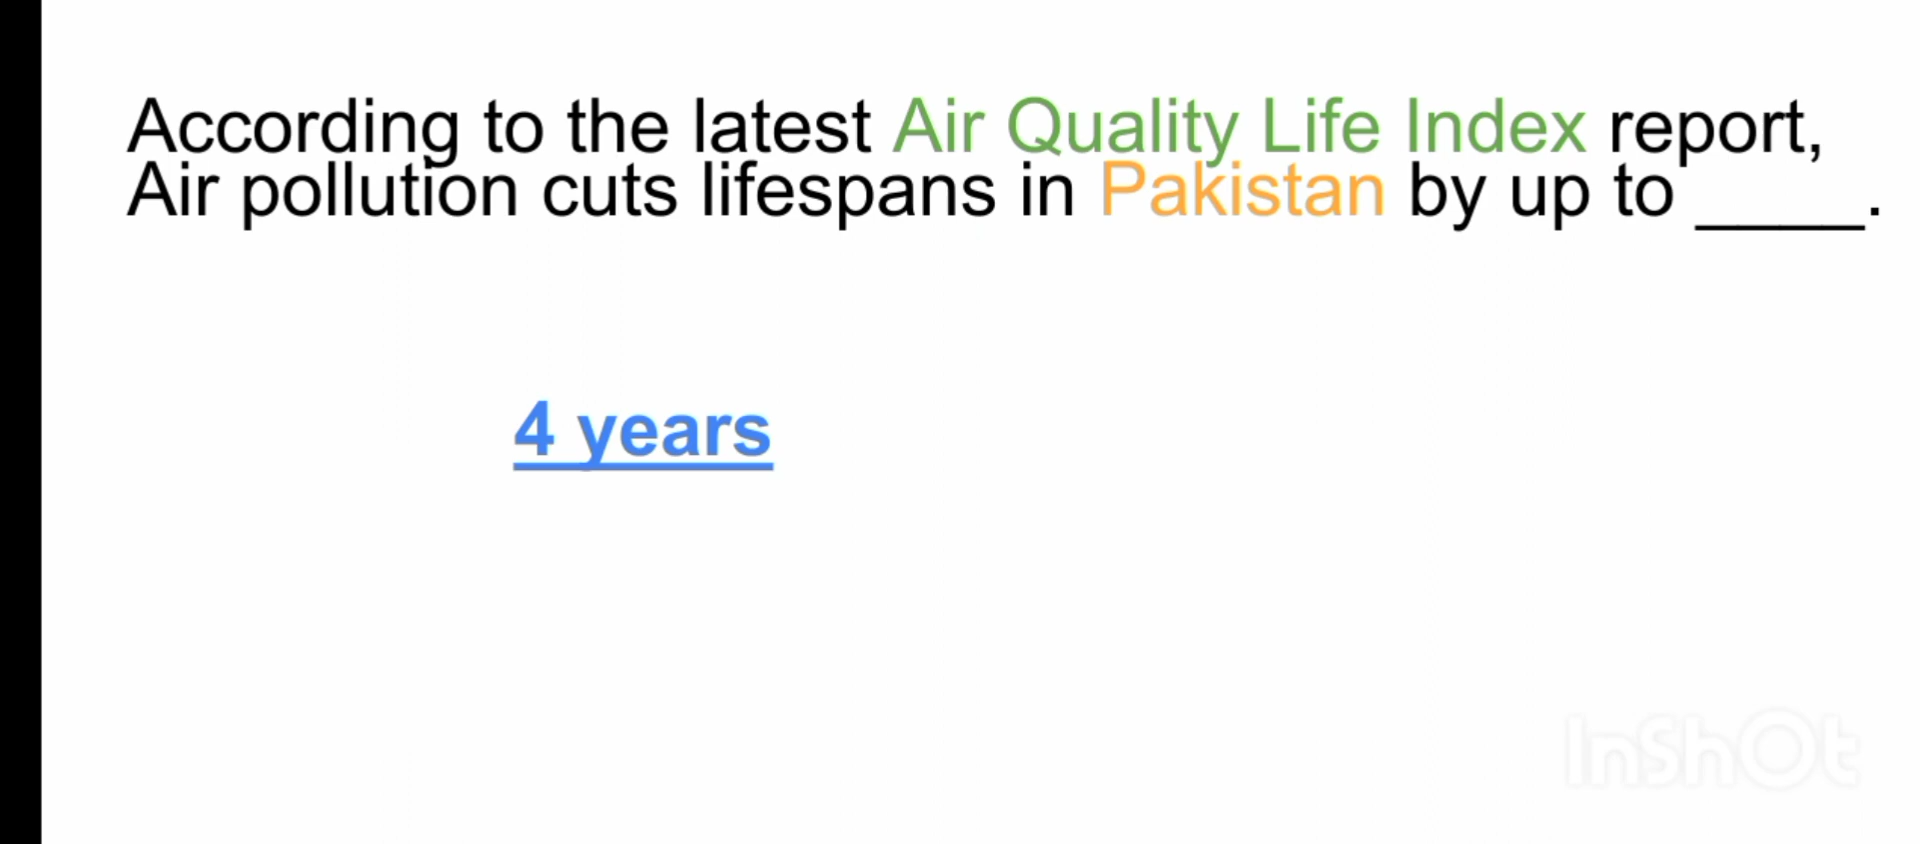 According to the latest Air Quality Life Index report,
Air pollution cuts lifespans in Pakistan by up to ____.
4 years
InShOt